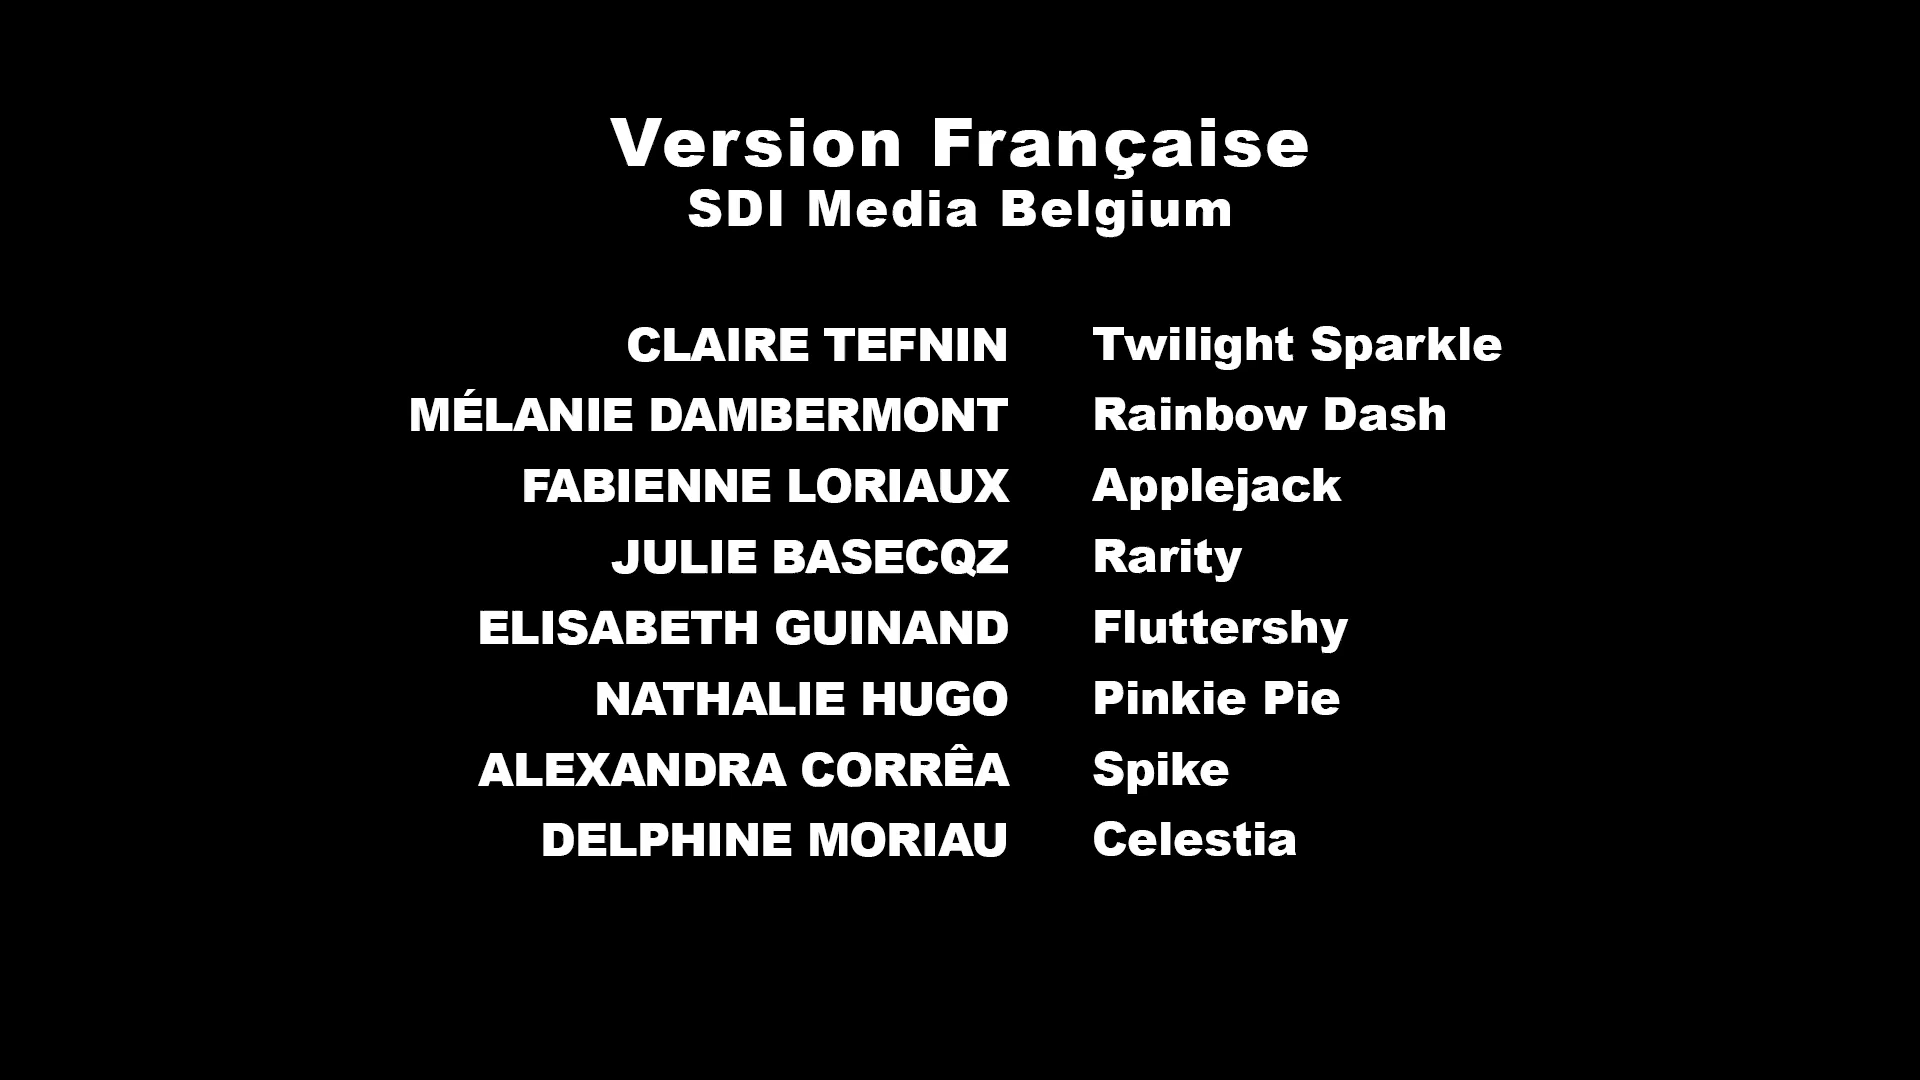 Version Française
SDI Media Belgium
CLAIRE TEFNIN Twilight Sparkle
MÉLANIE DAMBERMONT Rainbow Dash
FABIENNE LORIAUX Applejack
JULIE BASECQZ Rarity
ELISABETH GUINAND Fluttershy
NATHALIE HUGO Pinkie Pie
ALEXANDRA CORRÊA Spike
DELPHINE MORIAU Celestia